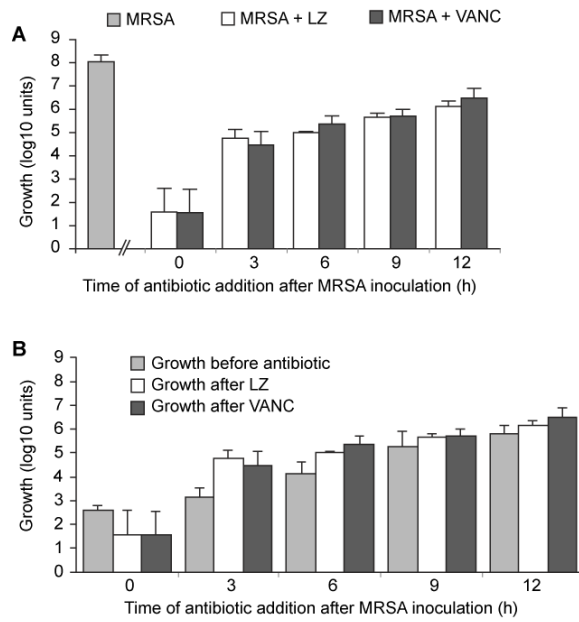 A
MRSA MRSA + LZ MRSA + VANC
Growth (log10 units)
9
8
7
6
5
4
3
2
1
0
0 3 6 9 12
Time of antibiotic addition after MRSA inoculation (h)
B
Growth before antibiotic
Growth after LZ
Growth after VANC
Growth (log10 units)
9
8
7
6
5
4
3
2
1
0
0 3 6 9 12
Time of antibiotic addition after MRSA inoculation (h)